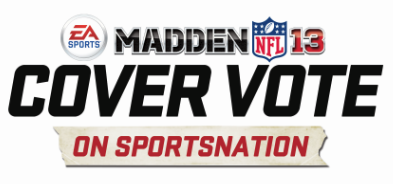 EA SPORTS MADDEN NFL 13
COVER VOTE
ON SPORTSNATION